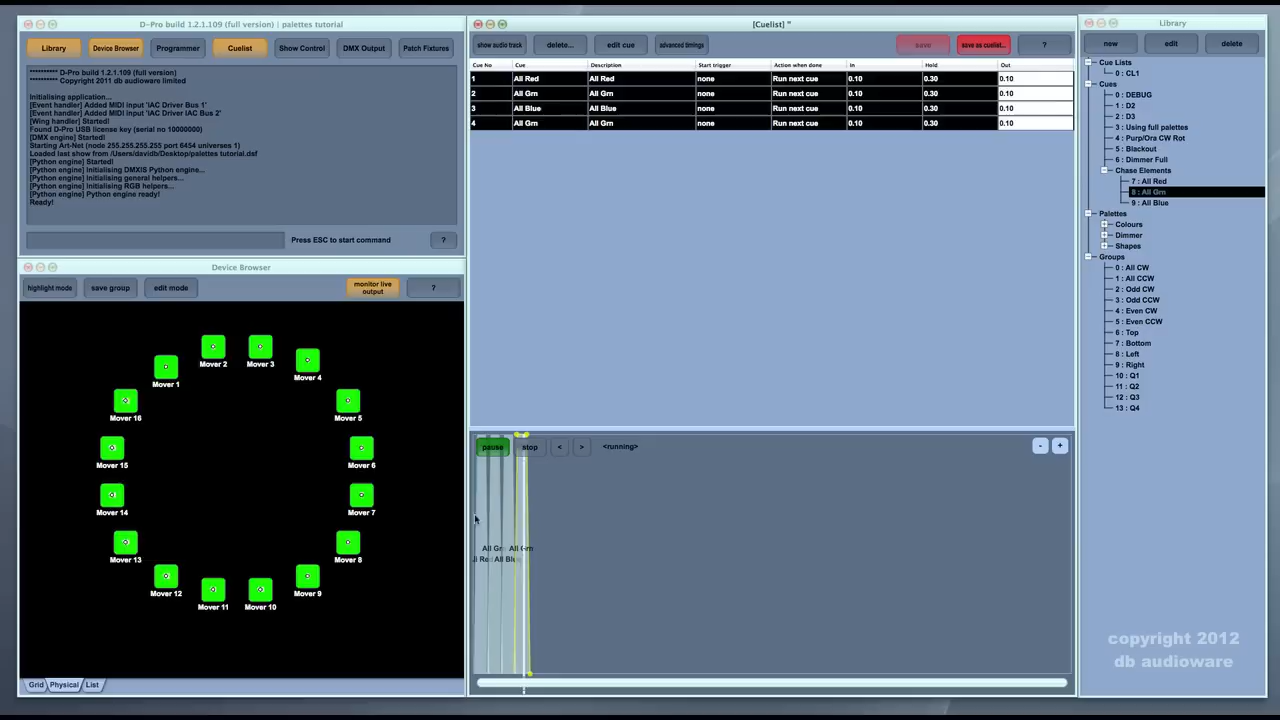 D-Pro build 1.2.1.109 (full version) | palettes tutorial
Library
Device Browser
Programmer
Cuelist
Show Control
DMX Output
Patch Fixtures
********** D-Pro build 1.2.1.109 (full version)
********** Copyright 2011 db audioware limited
Initialising application...
[Event handler] Added MIDI input 'IAC Driver Bus 1'
[Event handler] Added MIDI input 'IAC Driver Bus 2'
[Wing handler] Started!
Found D-Pro USB license key (serial no 10000000)
[DMX engine] Started!
Starting Art-Net (node 255.255.255.255 port 6454 universes 1)
Loaded last show from /Users/davidb/Desktop/palettes tutorial.dsf
[Python engine] Started!
[Python engine] Initialising DMXIS Python engine...
[Python engine] Initialising general helpers...
[Python engine] Initialising RGB helpers...
[Python engine] Python engine ready!
Ready!
Press ESC to start command
?
Device Browser
highlight mode
save group
edit mode
monitor live output
?
Mover 1
Mover 2
Mover 3
Mover 4
Mover 5
Mover 6
Mover 7
Mover 8
Mover 9
Mover 10
Mover 11
Mover 12
Mover 13
Mover 14
Mover 15
Mover 16
Grid
Physical
List
[Cuelist] ''
show audio track
delete...
edit cue
advanced timings
save
save as cuelist...
?
Cue No Cue Description Start trigger Action when done In Hold Out
1 All Red All Red none Run next cue 0.10 0.30 0.10
2 All Grn All Grn none Run next cue 0.10 0.30 0.10
3 All Blue All Blue none Run next cue 0.10 0.30 0.10
4 All Grn All Grn none Run next cue 0.10 0.30 0.10
pause
stop
<
>
<running>
-
+
All Grn
All Blue
Library
new
edit
delete
Cue Lists
0 : CL1
Cues
0 : DEBUG
1 : D2
2 : D3
3 : Using full palettes
4 : Purp/Ora CW Rot
5 : Blackout
6 : Dimmer Full
Chase Elements
7 : All Red
8 : All Grn
9 : All Blue
Palettes
Colours
Dimmer
Shapes
Groups
0 : All CW
1 : All CCW
2 : Odd CW
3 : Odd CCW
4 : Even CW
5 : Even CCW
6 : Top
7 : Bottom
8 : Left
9 : Right
10 : Q1
11 : Q2
12 : Q3
13 : Q4
copyright 2012
db audioware